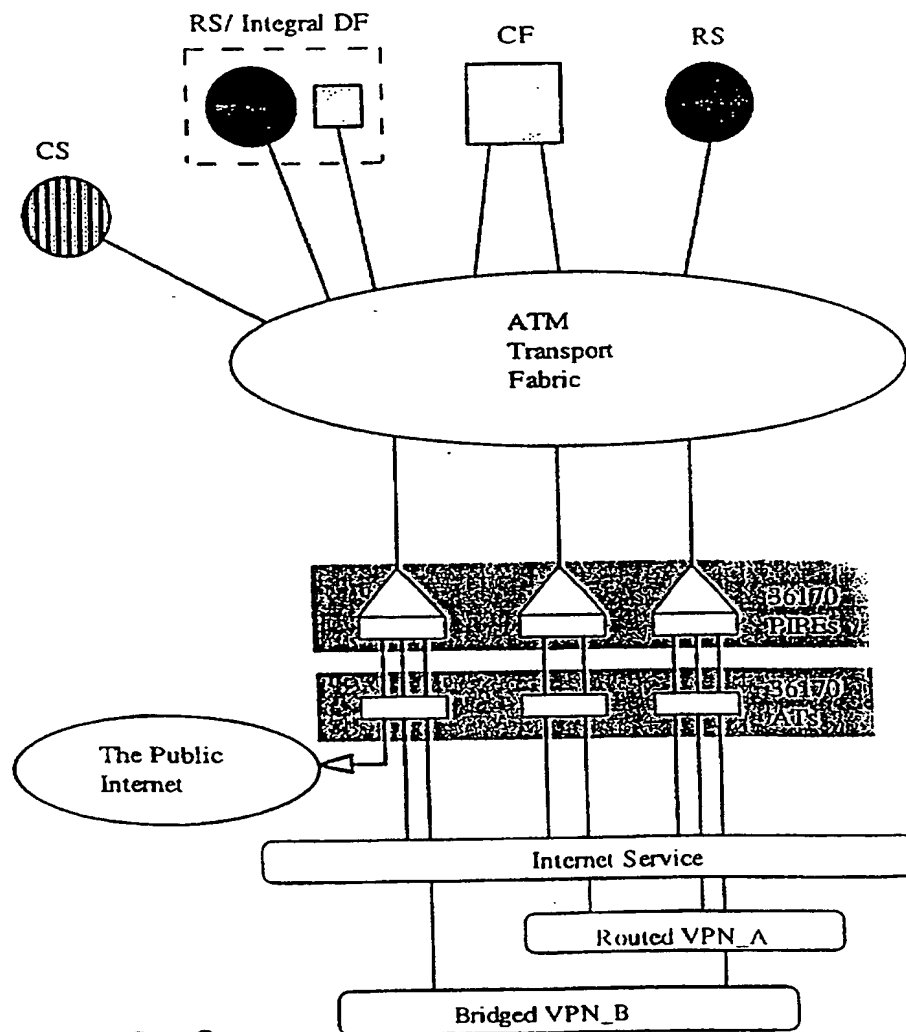 RS/ Integral DF
CF
RS
CS
ATM
Transport
Fabric
36170
PIREs
36170
ATs
The Public
Internet
Internet Service
Routed VPN_A
Bridged VPN_B